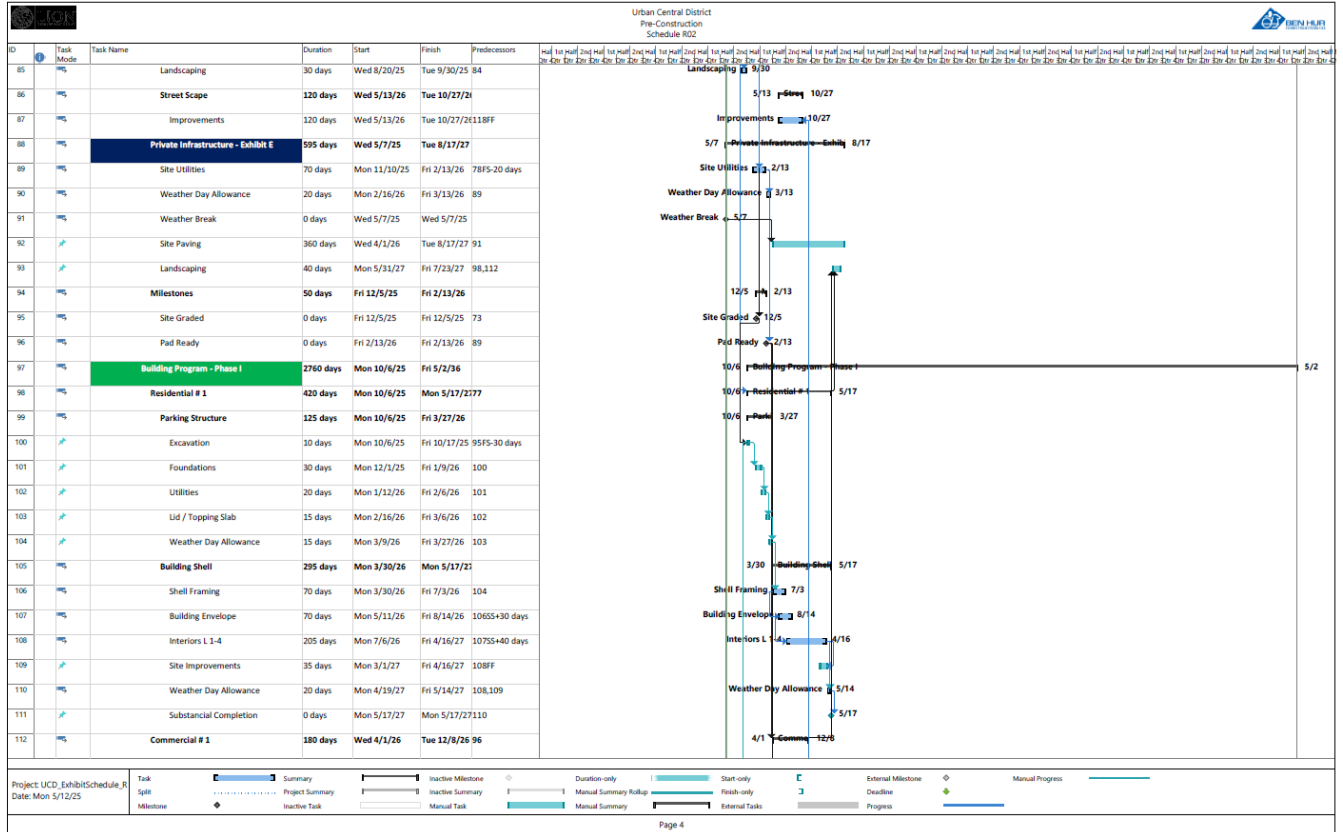 LION
Urban Central District
Pre-Construction
Schedule R02
BEN HUR
ID Task Mode Task Name Duration Start Finish Predecessors
85 Landscaping 30 days Wed 8/20/25 Tue 9/30/25 84 Landscaping 9/30
86 Street Scape 120 days Wed 5/13/26 Tue 10/27/26 5/13 Stree 10/27
87 Improvements 120 days Wed 5/13/26 Tue 10/27/26 118FF Improvements 10/27
88 Private Infrastructure - Exhibit E 595 days Wed 5/7/25 Tue 8/17/27 5/7 Private Infrastructure - Exhib 8/17
89 Site Utilities 70 days Mon 11/10/25 Fri 2/13/26 78FS-20 days Site Utilities 2/13
90 Weather Day Allowance 20 days Mon 2/16/26 Fri 3/13/26 89 Weather Day Allowance 3/13
91 Weather Break 0 days Wed 5/7/25 Wed 5/7/25 Weather Break 5/7
92 Site Paving 360 days Wed 4/1/26 Tue 8/17/27 91
93 Landscaping 40 days Mon 5/31/27 Fri 7/23/27 98,112
94 Milestones 50 days Fri 12/5/25 Fri 2/13/26 12/5 2/13
95 Site Graded 0 days Fri 12/5/25 Fri 12/5/25 73 Site Graded 12/5
96 Pad Ready 0 days Fri 2/13/26 Fri 2/13/26 89 Pad Ready 2/13
97 Building Program - Phase I 2760 days Mon 10/6/25 Fri 5/2/36 10/6 Building Program - Phase I 5/2
98 Residential # 1 420 days Mon 10/6/25 Mon 5/17/27 77 10/6 Residential # 1 5/17
99 Parking Structure 125 days Mon 10/6/25 Fri 3/27/26 10/6 Parki 3/27
100 Excavation 10 days Mon 10/6/25 Fri 10/17/25 95FS-30 days
101 Foundations 30 days Mon 12/1/25 Fri 1/9/26 100
102 Utilities 20 days Mon 1/12/26 Fri 2/6/26 101
103 Lid / Topping Slab 15 days Mon 2/16/26 Fri 3/6/26 102
104 Weather Day Allowance 15 days Mon 3/9/26 Fri 3/27/26 103
105 Building Shell 295 days Mon 3/30/26 Mon 5/17/27 3/30 Building Shell 5/17
106 Shell Framing 70 days Mon 3/30/26 Fri 7/3/26 104 Shell Framing 7/3
107 Building Envelope 70 days Mon 5/11/26 Fri 8/14/26 106SS+30 days Building Envelope 8/14
108 Interiors L 1-4 205 days Mon 7/6/26 Fri 4/16/27 107SS+40 days Interiors L 1-4 4/16
109 Site Improvements 35 days Mon 3/1/27 Fri 4/16/27 108FF
110 Weather Day Allowance 20 days Mon 4/19/27 Fri 5/14/27 108,109 Weather Day Allowance 5/14
111 Substancial Completion 0 days Mon 5/17/27 Mon 5/17/27 110 5/17
112 Commercial # 1 180 days Wed 4/1/26 Tue 12/8/26 96 4/1 Comme 12/8
Project: UCD_ExhibitSchedule_R
Date: Mon 5/12/25
Task Summary Inactive Milestone Duration-only Start-only External Milestone Manual Progress
Split Project Summary Inactive Summary Manual Summary Rollup Finish-only Deadline
Milestone Inactive Task Manual Task Manual Summary External Tasks Progress
Page 4